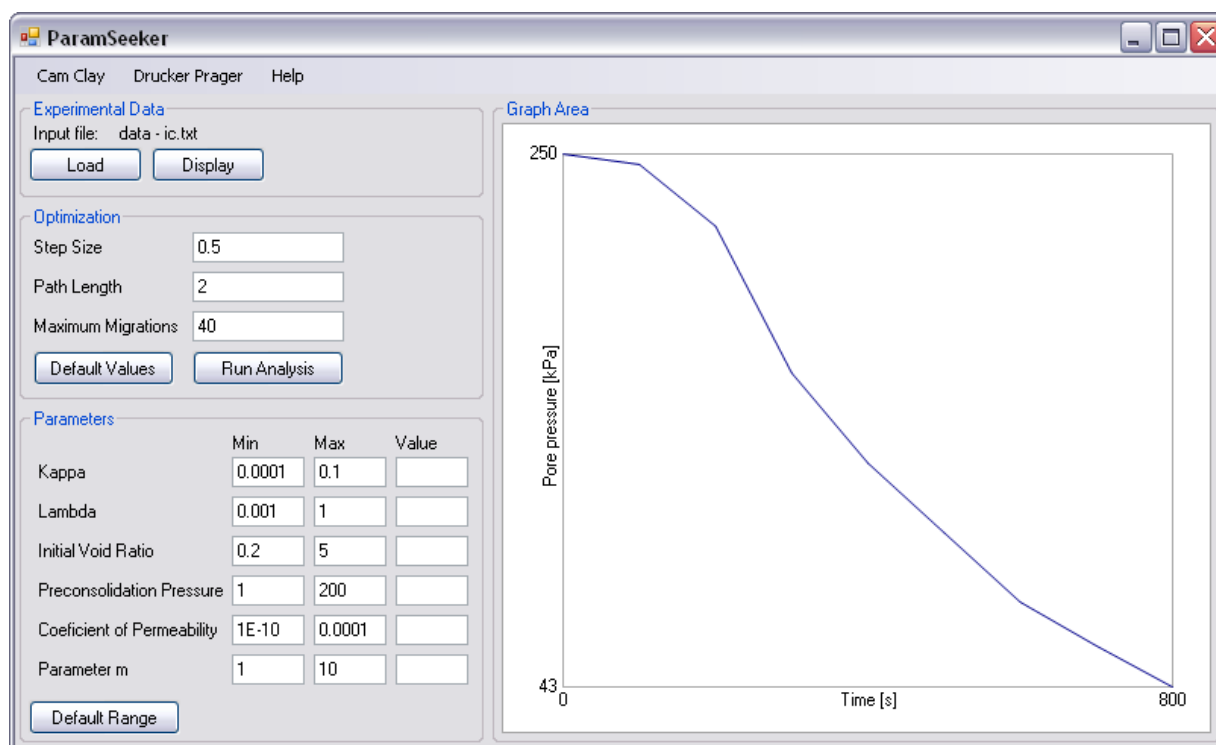 ParamSeeker
Cam Clay Drucker Prager Help
Experimental Data
Input file: data - ic.txt
Load Display
Optimization
Step Size 0.5
Path Length 2
Maximum Migrations 40
Default Values Run Analysis
Parameters
Min Max Value
Kappa 0.0001 0.1
Lambda 0.001 1
Initial Void Ratio 0.2 5
Preconsolidation Pressure 1 200
Coeficient of Permeability 1E-10 0.0001
Parameter m 1 10
Default Range
Graph Area
250
Pore pressure [kPa]
43
0 Time [s] 800